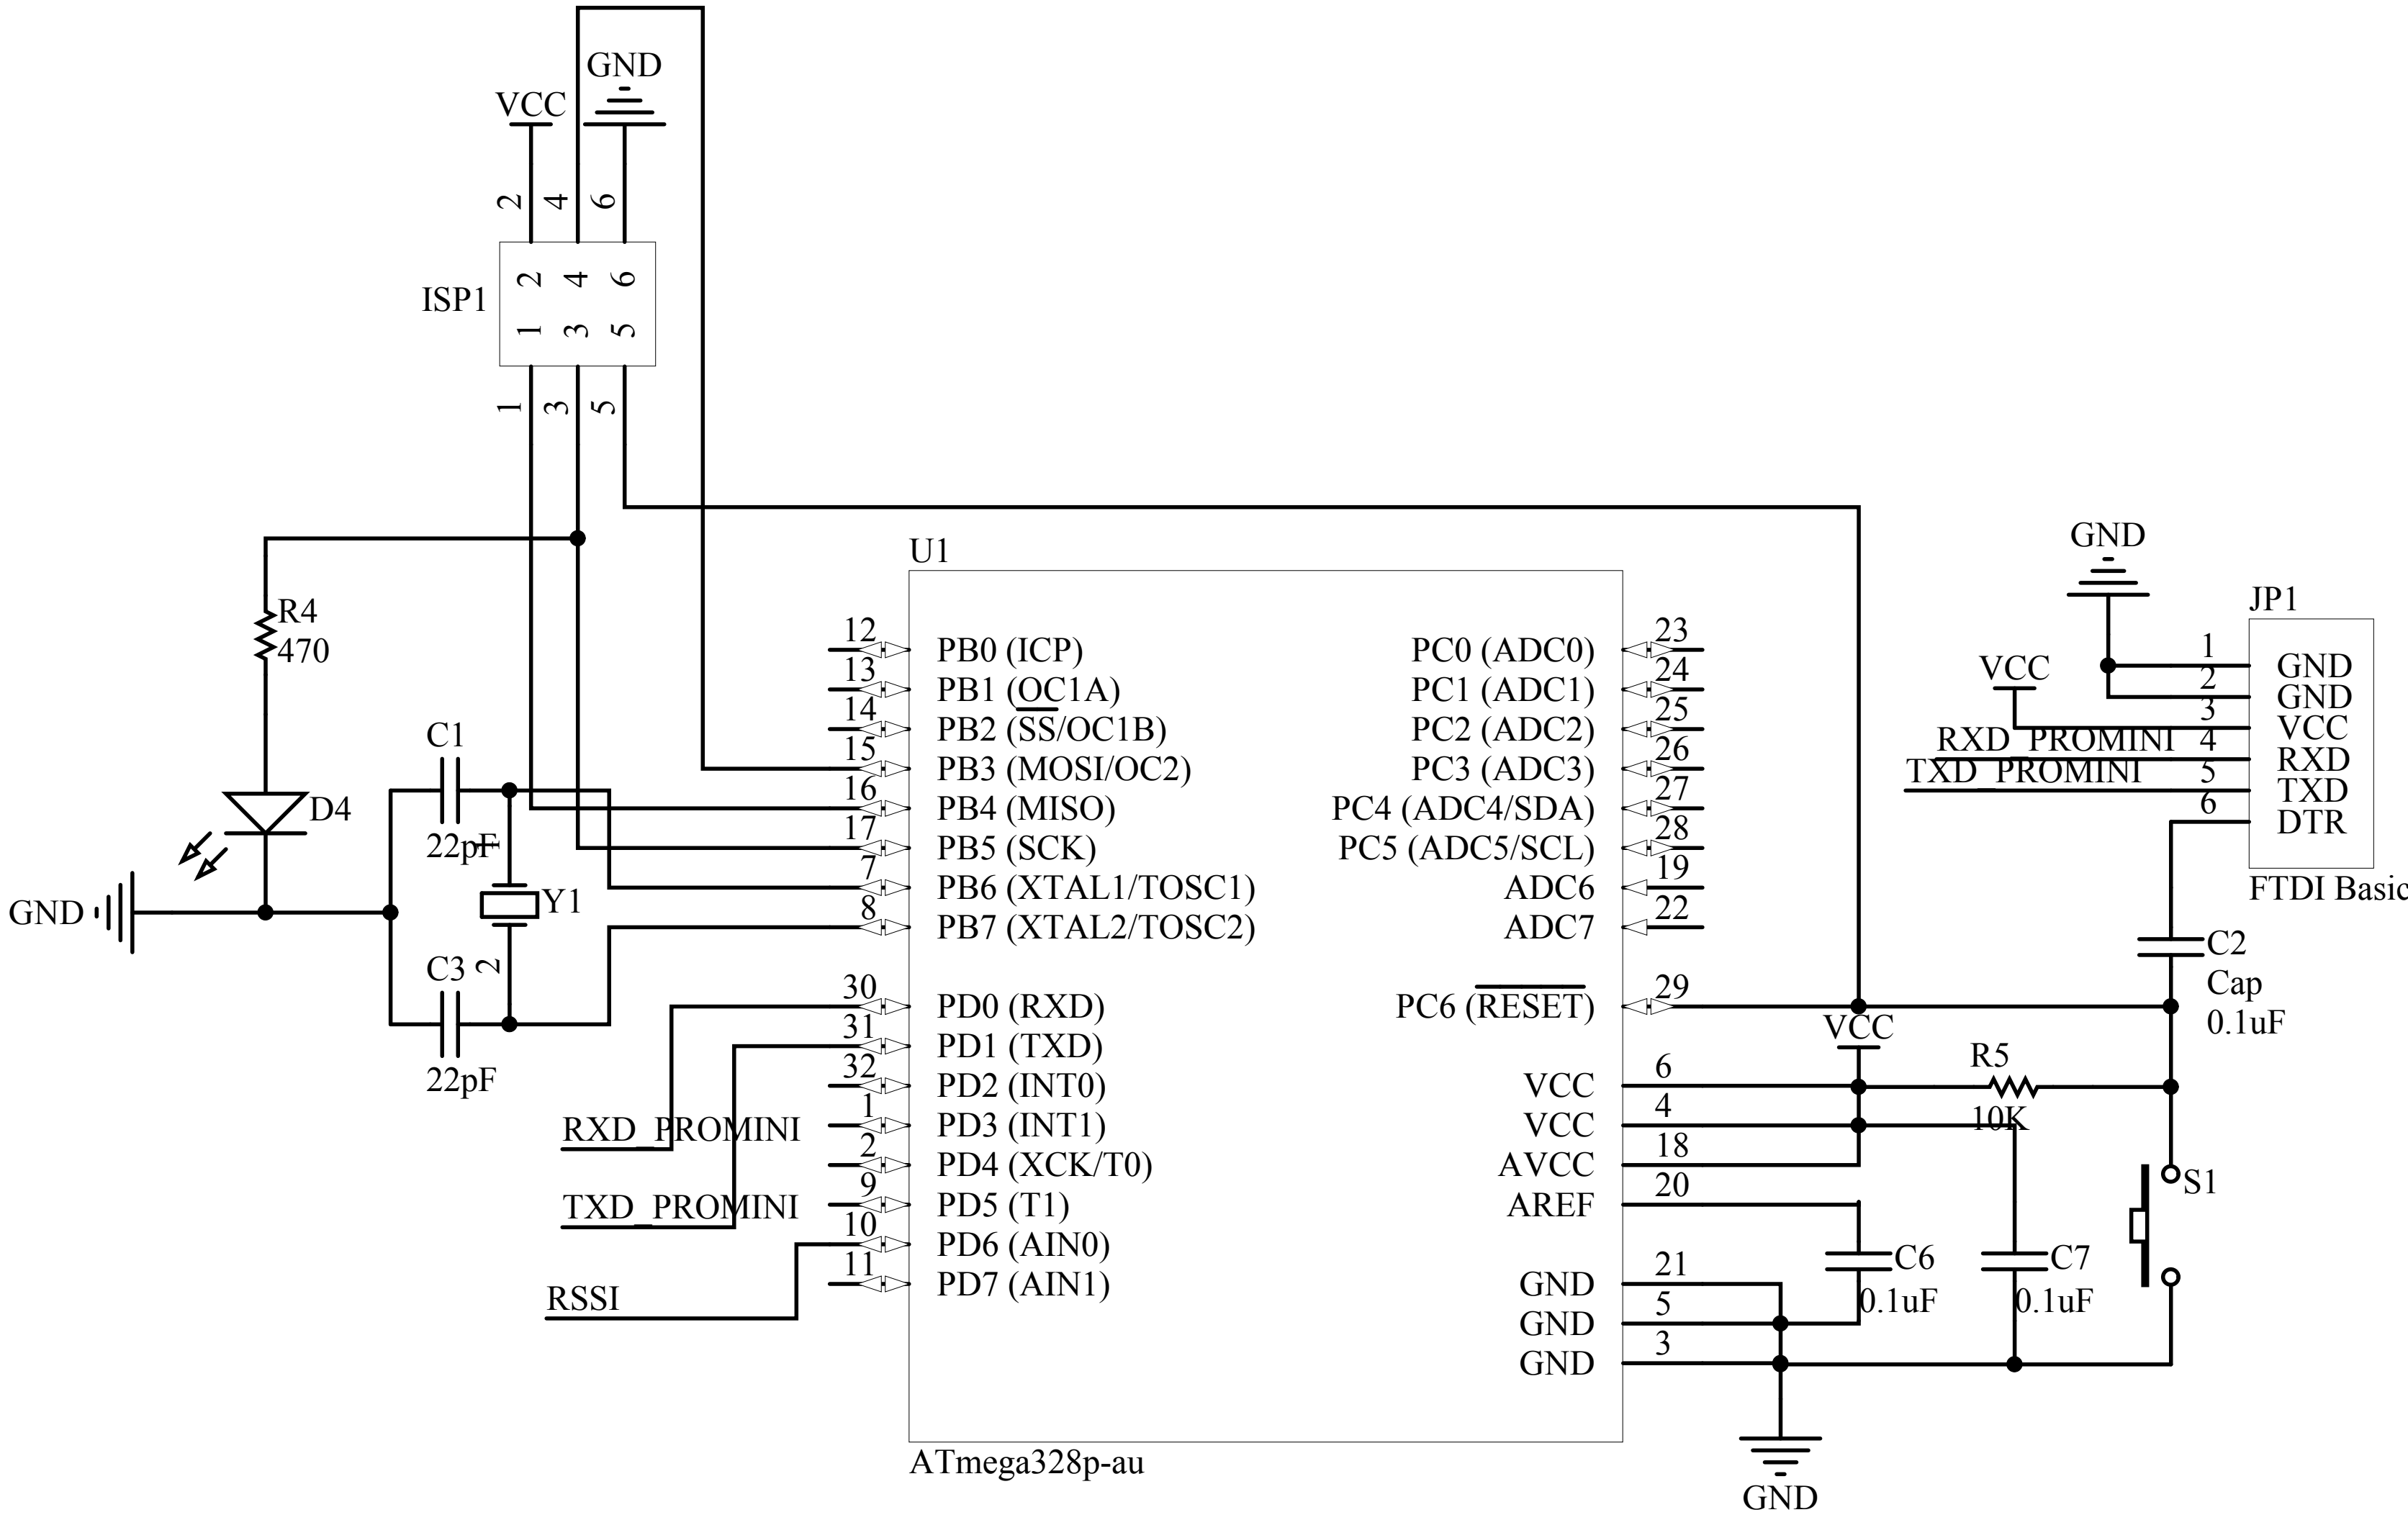 GND
VCC
2
4
6
ISP1
2 4 6
1 3 5
1
3
5
R4
470
D4
GND
C1
22pF
1
Y1
2
C3
22pF
U1
12 PB0 (ICP)
13 PB1 (OC1A)
14 PB2 (SS/OC1B)
15 PB3 (MOSI/OC2)
16 PB4 (MISO)
17 PB5 (SCK)
7 PB6 (XTAL1/TOSC1)
8 PB7 (XTAL2/TOSC2)
30 PD0 (RXD)
31 PD1 (TXD)
32 PD2 (INT0)
1 PD3 (INT1)
2 PD4 (XCK/T0)
9 PD5 (T1)
10 PD6 (AIN0)
11 PD7 (AIN1)
RXD_PROMINI
TXD_PROMINI
RSSI
PC0 (ADC0) 23
PC1 (ADC1) 24
PC2 (ADC2) 25
PC3 (ADC3) 26
PC4 (ADC4/SDA) 27
PC5 (ADC5/SCL) 28
ADC6 19
ADC7 22
PC6 (RESET) 29
VCC 6
VCC 4
AVCC 18
AREF 20
GND 21
GND 5
GND 3
ATmega328p-au
VCC
R5
10K
C6
0.1uF
C7
0.1uF
S1
GND
C2
Cap
0.1uF
GND
VCC
RXD_PROMINI
TXD_PROMINI
JP1
1 GND
2 GND
3 VCC
4 RXD
5 TXD
6 DTR
FTDI Basic